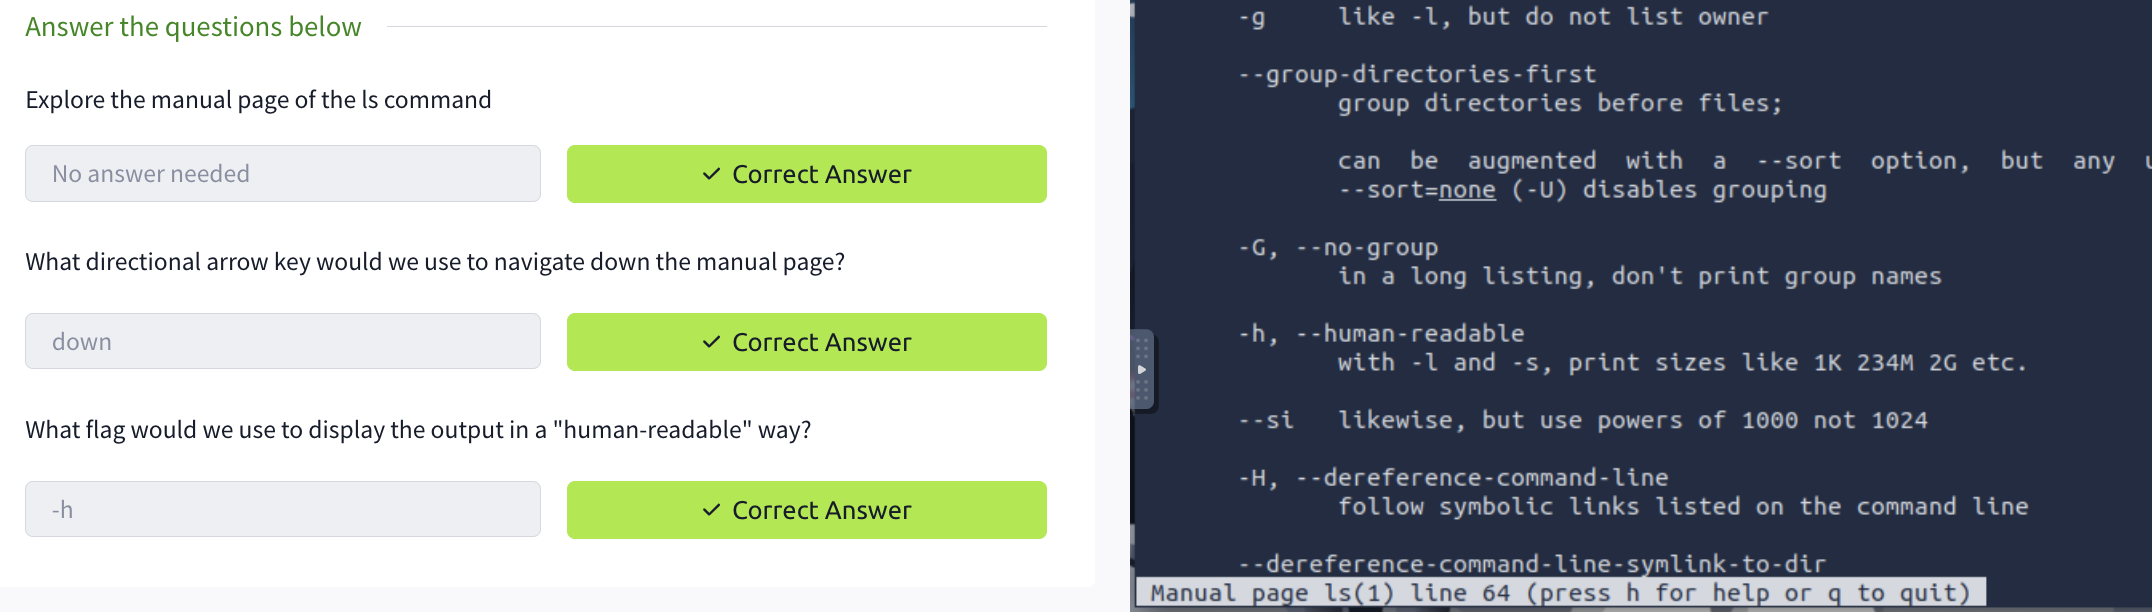 Answer the questions below
Explore the manual page of the ls command
No answer needed
✓ Correct Answer
What directional arrow key would we use to navigate down the manual page?
down
✓ Correct Answer
What flag would we use to display the output in a "human-readable" way?
-h
✓ Correct Answer
-g like -l, but do not list owner
--group-directories-first
group directories before files;
can be augmented with a --sort option, but any
--sort=none (-U) disables grouping
-G, --no-group
in a long listing, don't print group names
-h, --human-readable
with -l and -s, print sizes like 1K 234M 2G etc.
--si likewise, but use powers of 1000 not 1024
-H, --dereference-command-line
follow symbolic links listed on the command line
--dereference-command-line-symlink-to-dir
Manual page ls(1) line 64 (press h for help or q to quit)